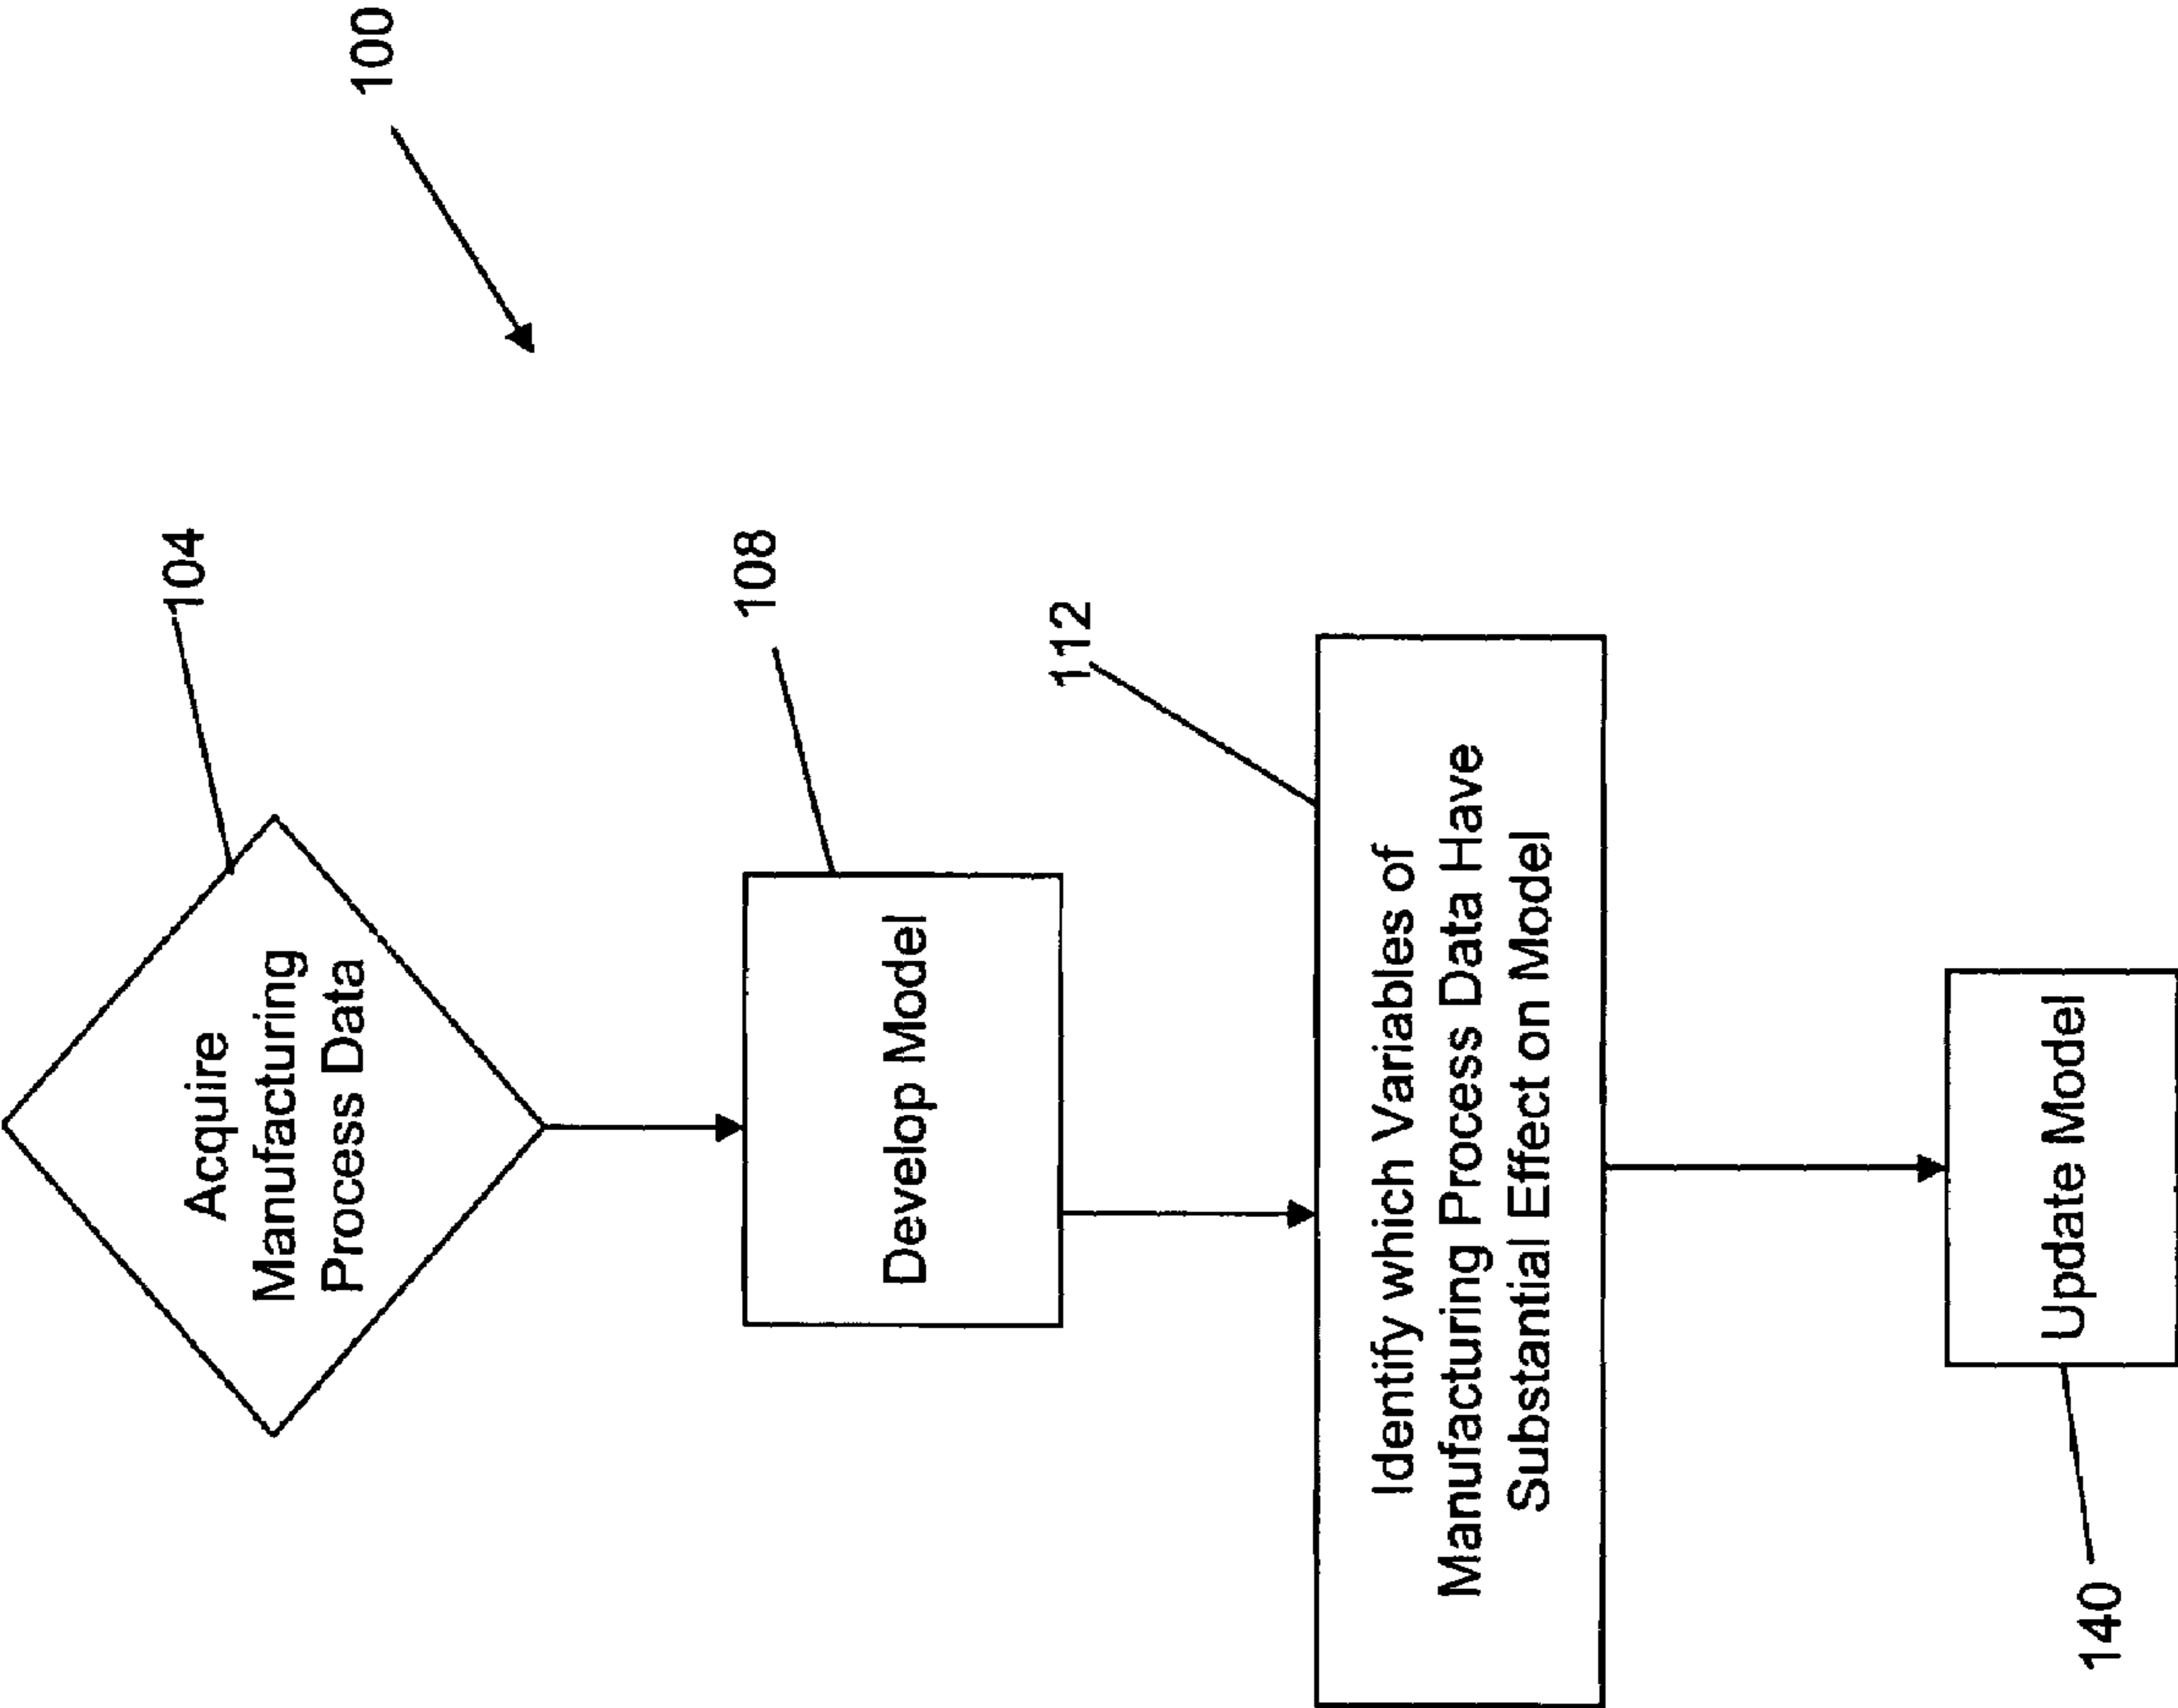 100
104
Acquire
Manufacturing
Process Data
108
Develop Model
112
Identify which Variables of
Manufacturing Process Data Have
Substantial Effect on Model
Update Model
140